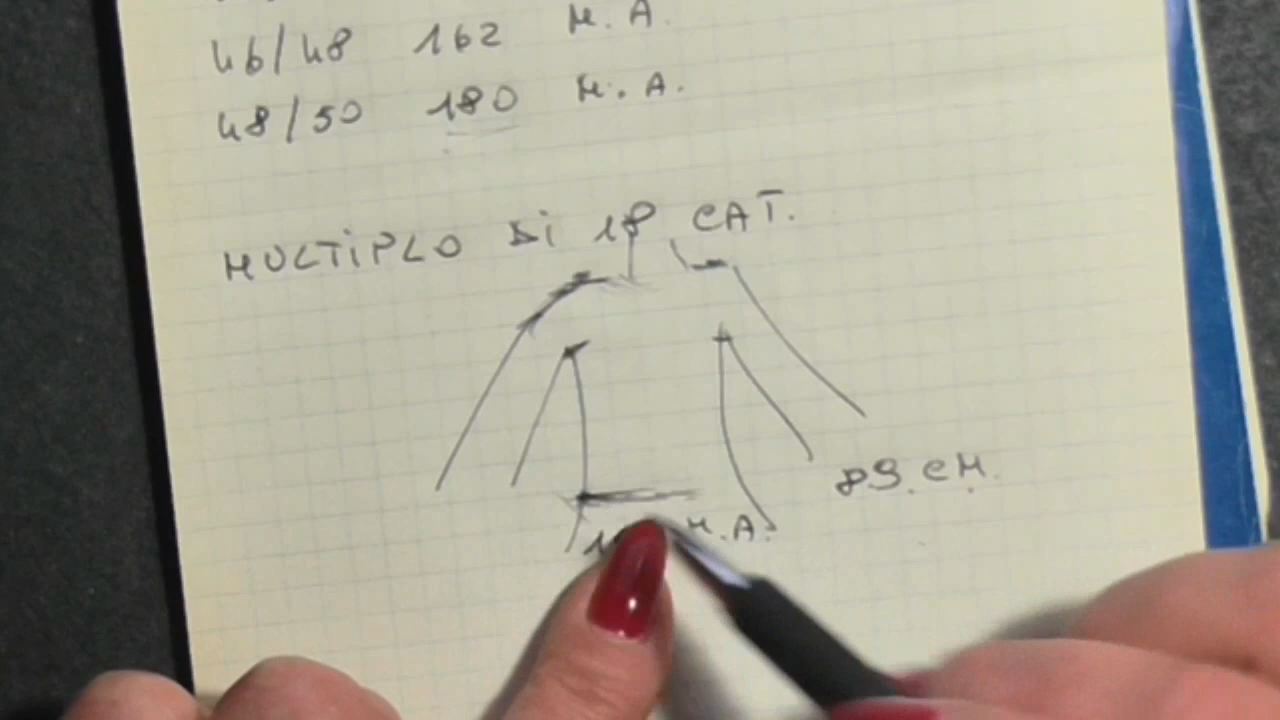 46/48 162 M.A.
48/50 180 M.A.
MULTIPLO Di 18 CAT.
89 CM.
M.A.